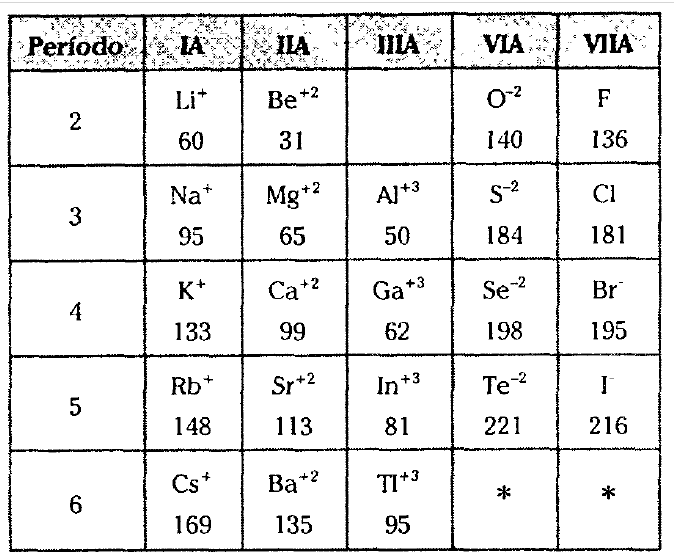 Período IA IIA IIIA VIA VIIA
2 Li⁺ 60 Be⁺² 31 O⁻² 140 F 136
3 Na⁺ 95 Mg⁺² 65 Al⁺³ 50 S⁻² 184 Cl 181
4 K⁺ 133 Ca⁺² 99 Ga⁺³ 62 Se⁻² 198 Br⁻ 195
5 Rb⁺ 148 Sr⁺² 113 In⁺³ 81 Te⁻² 221 I⁻ 216
6 Cs⁺ 169 Ba⁺² 135 Tl⁺³ 95 * *